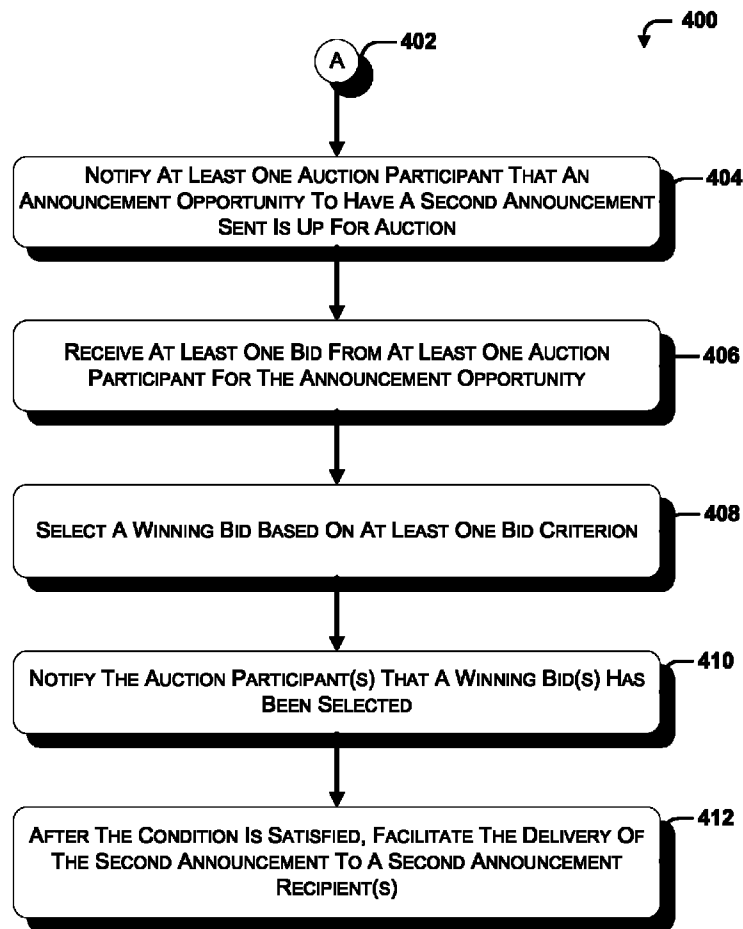 400
A
402
NOTIFY AT LEAST ONE AUCTION PARTICIPANT THAT AN
ANNOUNCEMENT OPPORTUNITY TO HAVE A SECOND ANNOUNCEMENT
SENT IS UP FOR AUCTION
404
RECEIVE AT LEAST ONE BID FROM AT LEAST ONE AUCTION
PARTICIPANT FOR THE ANNOUNCEMENT OPPORTUNITY
406
SELECT A WINNING BID BASED ON AT LEAST ONE BID CRITERION
408
NOTIFY THE AUCTION PARTICIPANT(S) THAT A WINNING BID(S) HAS
BEEN SELECTED
410
AFTER THE CONDITION IS SATISFIED, FACILITATE THE DELIVERY OF
THE SECOND ANNOUNCEMENT TO A SECOND ANNOUNCEMENT
RECIPIENT(S)
412